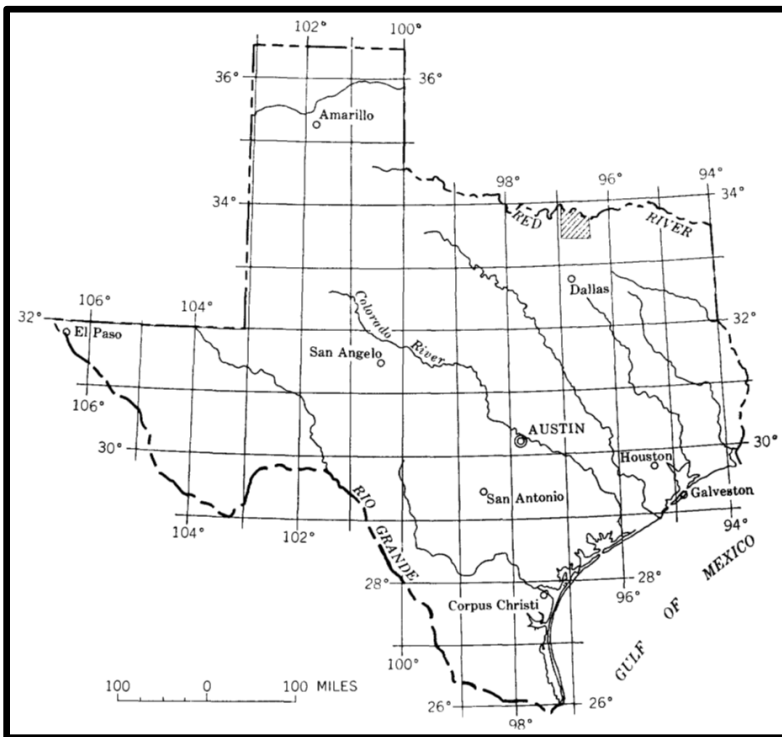 102°
100°
36°
36°
Amarillo
98°
96°
94°
34°
34°
RED
RIVER
Dallas
104°
106°
32°
32°
El Paso
Colorado
River
San Angelo
106°
AUSTIN
30°
30°
Houston
San Antonio
Galveston
RIO
GRANDE
104°
102°
94°
28°
28°
96°
Corpus Christi
GULF OF MEXICO
100°
100 0 100 MILES
26°
26°
98°